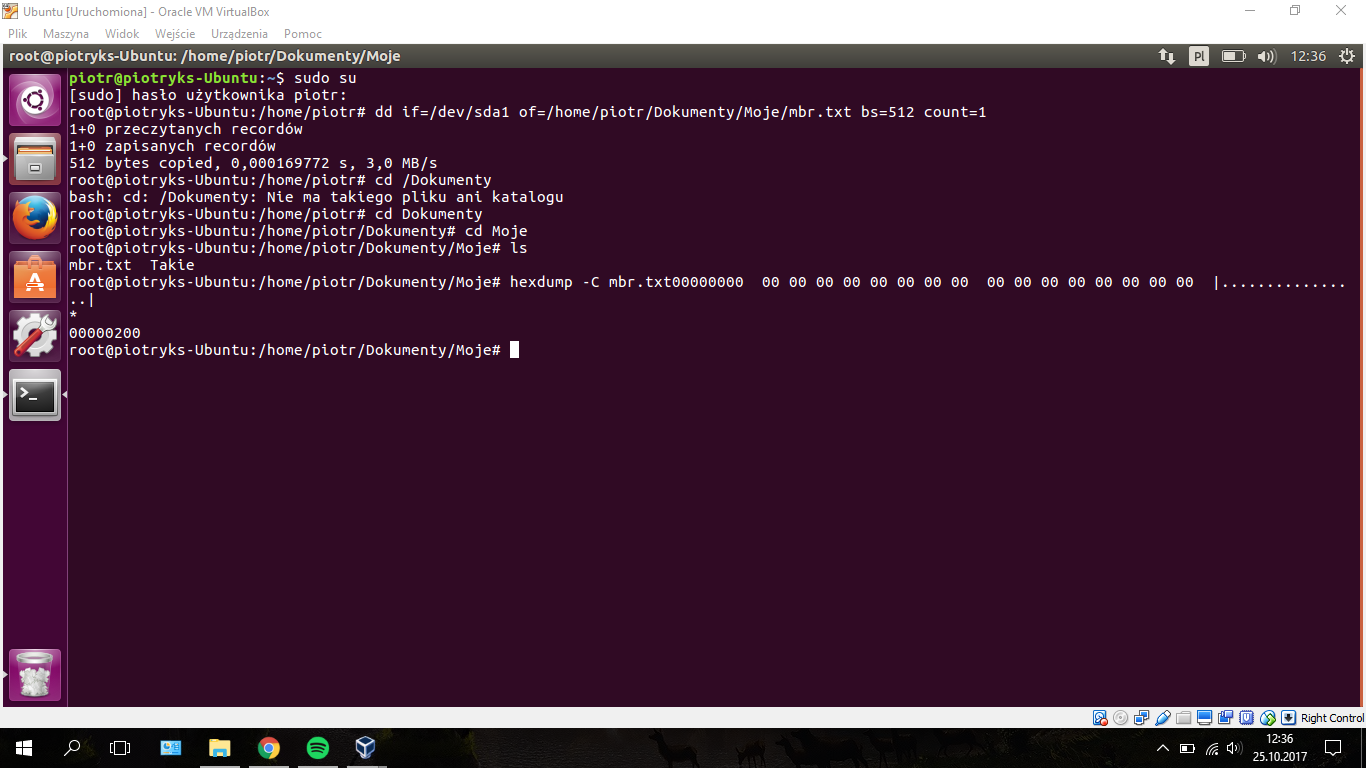 Ubuntu [Uruchomiona] - Oracle VM VirtualBox
Plik Maszyna Widok Wejście Urządzenia Pomoc
root@piotryks-Ubuntu: /home/piotr/Dokumenty/Moje Pl 12:36
piotr@piotryks-Ubuntu:~$ sudo su
[sudo] hasło użytkownika piotr:
root@piotryks-Ubuntu:/home/piotr# dd if=/dev/sda1 of=/home/piotr/Dokumenty/Moje/mbr.txt bs=512 count=1
1+0 przeczytanych recordów
1+0 zapisanych recordów
512 bytes copied, 0,000169772 s, 3,0 MB/s
root@piotryks-Ubuntu:/home/piotr# cd /Dokumenty
bash: cd: /Dokumenty: Nie ma takiego pliku ani katalogu
root@piotryks-Ubuntu:/home/piotr# cd Dokumenty
root@piotryks-Ubuntu:/home/piotr/Dokumenty# cd Moje
root@piotryks-Ubuntu:/home/piotr/Dokumenty/Moje# ls
mbr.txt  Takie
root@piotryks-Ubuntu:/home/piotr/Dokumenty/Moje# hexdump -C mbr.txt00000000  00 00 00 00 00 00 00 00  00 00 00 00 00 00 00 00  |..............
..|
*
00000200
root@piotryks-Ubuntu:/home/piotr/Dokumenty/Moje#
Right Control
12:36
25.10.2017